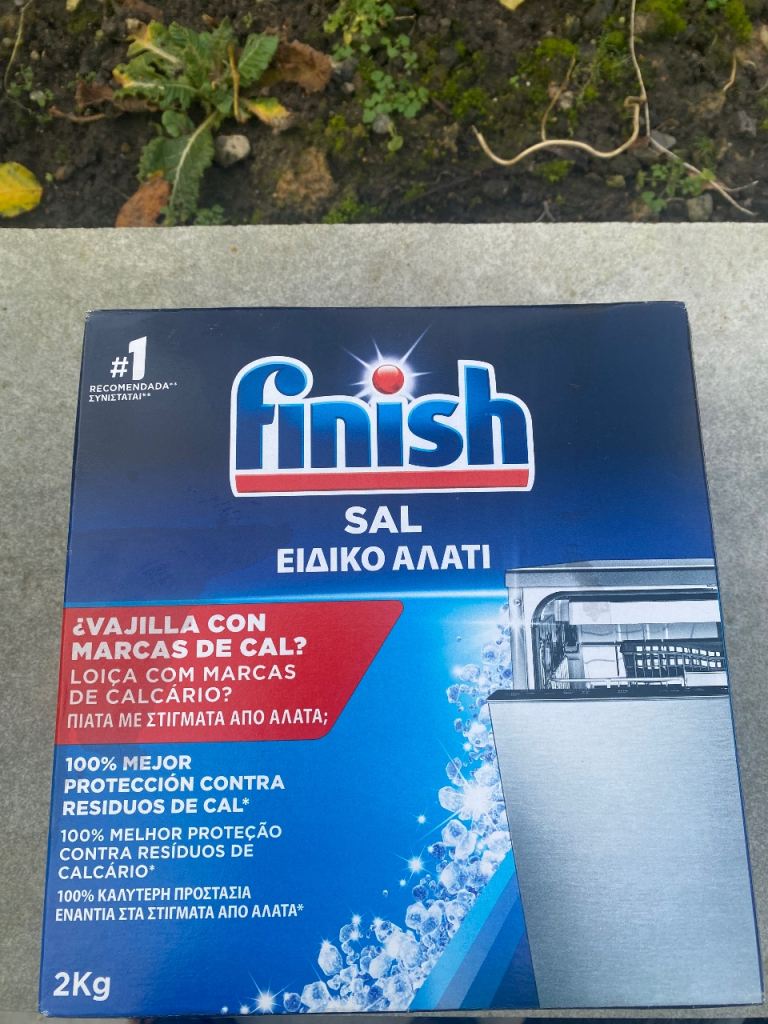 #1
RECOMENDADA**
ΣΥΝΙΣΤΑΤΑΙ**
finish
SAL
ΕΙΔΙΚΟ ΑΛΑΤΙ
¿VAJILLA CON
MARCAS DE CAL?
LOIÇA COM MARCAS
DE CALCÁRIO?
ΠΙΑΤΑ ΜΕ ΣΤΙΓΜΑΤΑ ΑΠΟ ΑΛΑΤΑ;
100% MEJOR
PROTECCIÓN CONTRA
RESIDUOS DE CAL*
100% MELHOR PROTEÇÃO
CONTRA RESÍDUOS DE
CALCÁRIO*
100% ΚΑΛΥΤΕΡΗ ΠΡΟΣΤΑΣΙΑ
ΕΝΑΝΤΙΑ ΣΤΑ ΣΤΙΓΜΑΤΑ ΑΠΟ ΑΛΑΤΑ*
2Kg